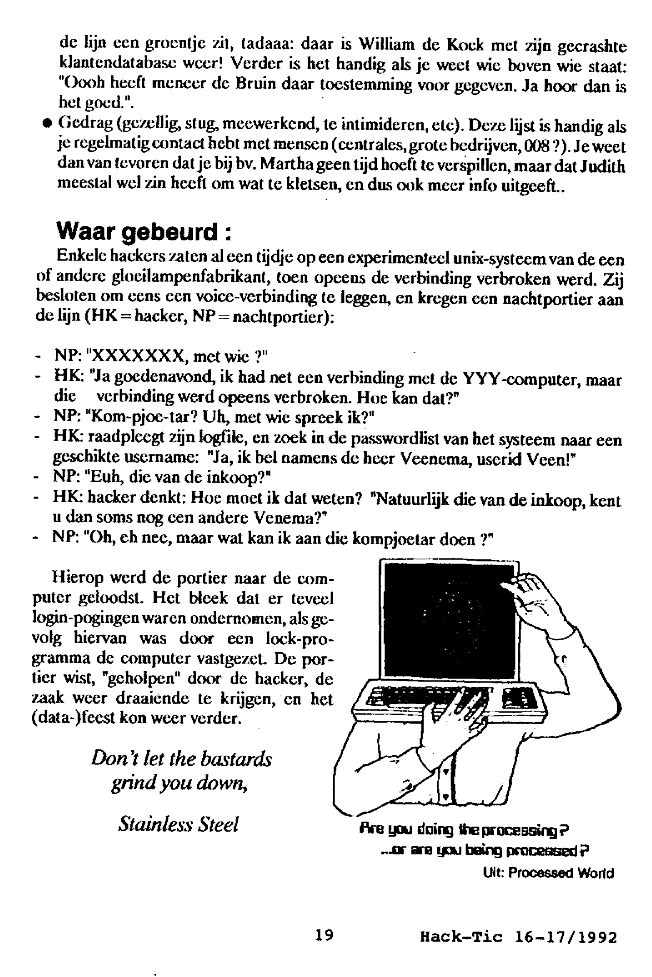 de lijn een groentje zit, tadaaa: daar is William de Kock met zijn gecrashte
klantendatabase weer! Verder is het handig als je weet wie boven wie staat:
"Oooh heeft meneer de Bruin daar toestemming voor gegeven. Ja hoor dan is
het goed.".
● Gedrag (gezellig, stug, meewerkend, te intimideren, etc). Deze lijst is handig als
je regelmatig contact hebt met mensen (centrales, grote bedrijven, 008 ?). Je weet
dan van tevoren dat je bij bv. Martha geen tijd hoeft te verspillen, maar dat Judith
meestal wel zin heeft om wat te kletsen, en dus ook meer info uitgeeft..
Waar gebeurd :
Enkele hackers zaten al een tijdje op een experimenteel unix-systeem van de een
of andere gloeilampenfabrikant, toen opeens de verbinding verbroken werd. Zij
besloten om eens een voice-verbinding te leggen, en kregen een nachtportier aan
de lijn (HK = hacker, NP = nachtportier):
- NP: "XXXXXXX, met wie ?"
- HK: "Ja goedenavond, ik had net een verbinding met de YYY-computer, maar
die verbinding werd opeens verbroken. Hoe kan dat?"
- NP: "Kom-pjoe-tar? Uh, met wie spreek ik?"
- HK: raadpleegt zijn logfile, en zoek in de passwordlist van het systeem naar een
geschikte username: "Ja, ik bel namens de heer Veenema, userid Veen!"
- NP: "Euh, die van de inkoop?"
- HK: hacker denkt: Hoe moet ik dat weten? "Natuurlijk die van de inkoop, kent
u dan soms nog een andere Venema?"
- NP: "Oh, eh nee, maar wat kan ik aan die kompjoetar doen ?"
Hierop werd de portier naar de com-
puter geloodst. Het bleek dat er teveel
login-pogingen waren ondernomen, als ge-
volg hiervan was door een lock-pro-
gramma de computer vastgezet. De por-
tier wist, "geholpen" door de hacker, de
zaak weer draaiende te krijgen, en het
(data-)feest kon weer verder.
Don't let the bastards
grind you down,
Stainless Steel
Are you doing the processing?
...or are you being processed?
Uit: Processed World
19 Hack-Tic 16-17/1992